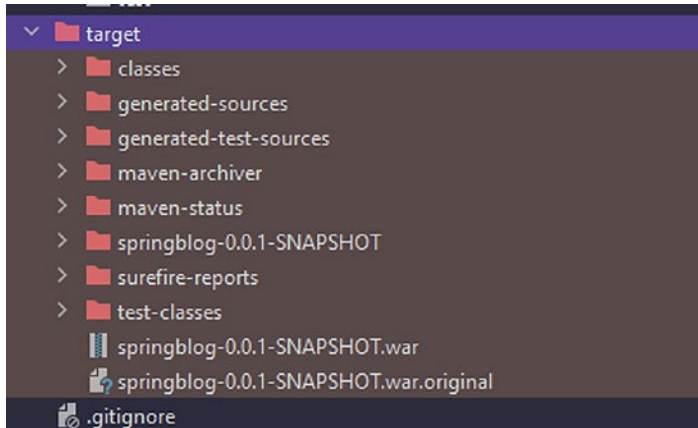 target
classes
generated-sources
generated-test-sources
maven-archiver
maven-status
springblog-0.0.1-SNAPSHOT
surefire-reports
test-classes
springblog-0.0.1-SNAPSHOT.war
springblog-0.0.1-SNAPSHOT.war.original
.gitignore